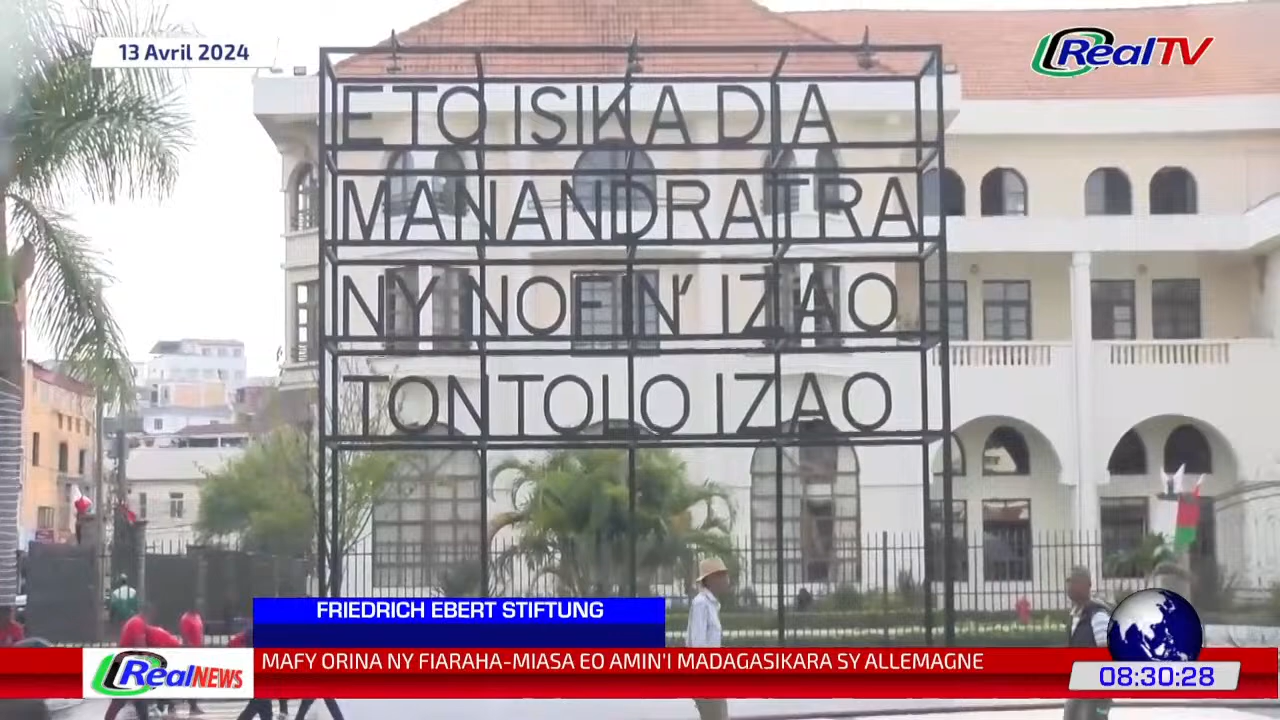 13 Avril 2024
RealTV
ETO ISIKA DIA
MANANDRATRA
NY NOFIN' IZAO
TONTOLO IZAO
FRIEDRICH EBERT STIFTUNG
RealNEWS
MAFY ORINA NY FIARAHA-MIASA EO AMIN'I MADAGASIKARA SY ALLEMAGNE
08:30:28